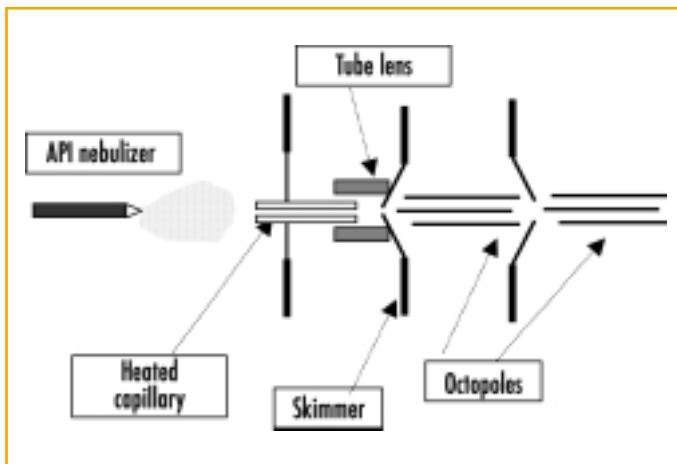 Tube lens
API nebulizer
Heated
capillary
Skimmer
Octopoles